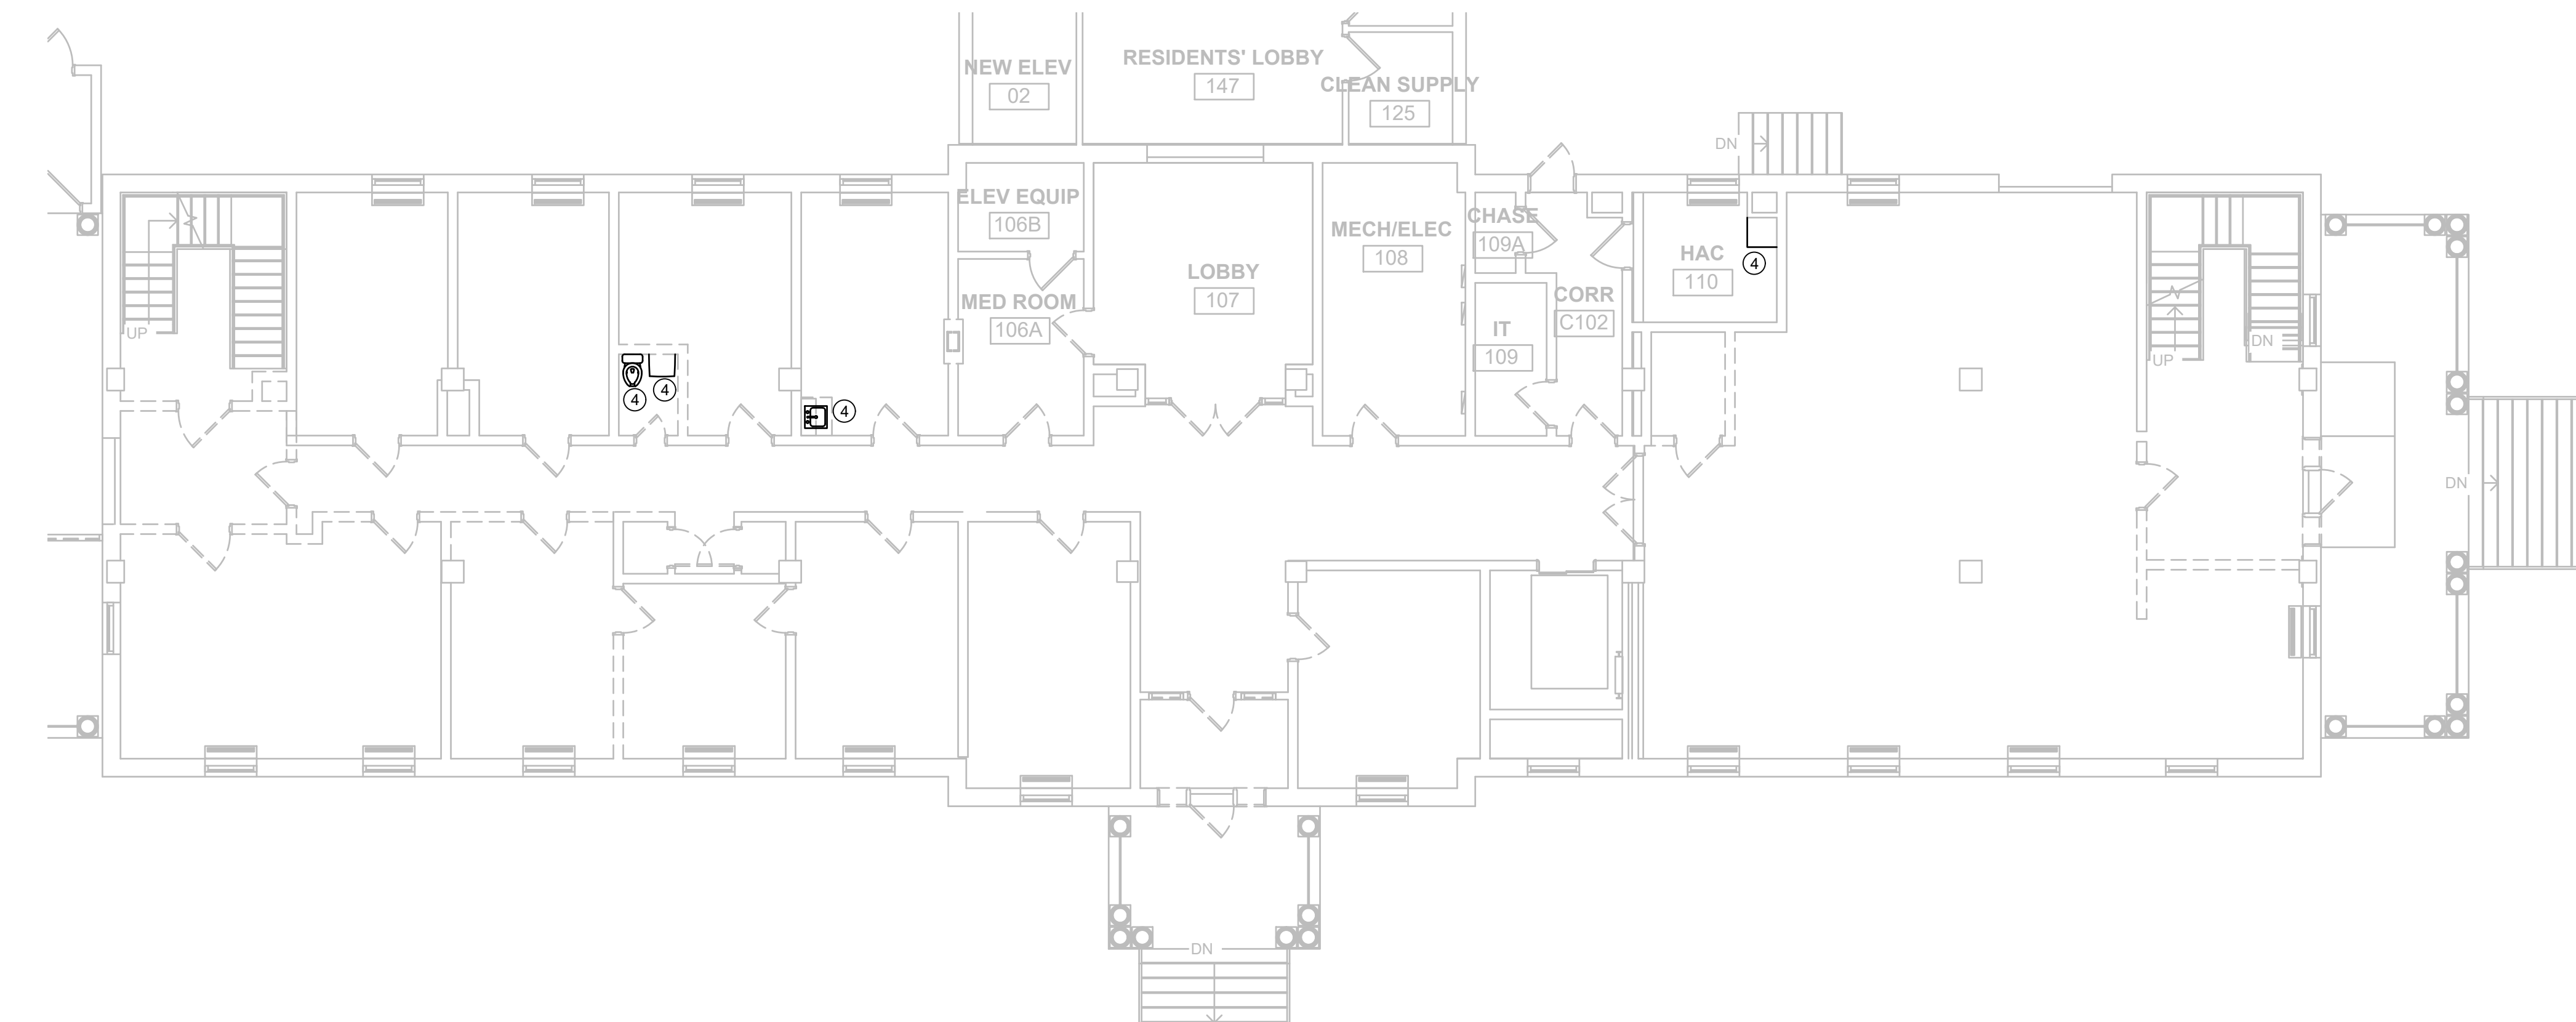 RESIDENTS' LOBBY
147
NEW ELEV
02
CLEAN SUPPLY
125
DN
ELEV EQUIP
106B
MED ROOM
106A
LOBBY
107
MECH/ELEC
108
CHASE
109A
HAC
110
4
CORR
C102
IT
109
UP
UP
DN
4
4
4
DN
DN